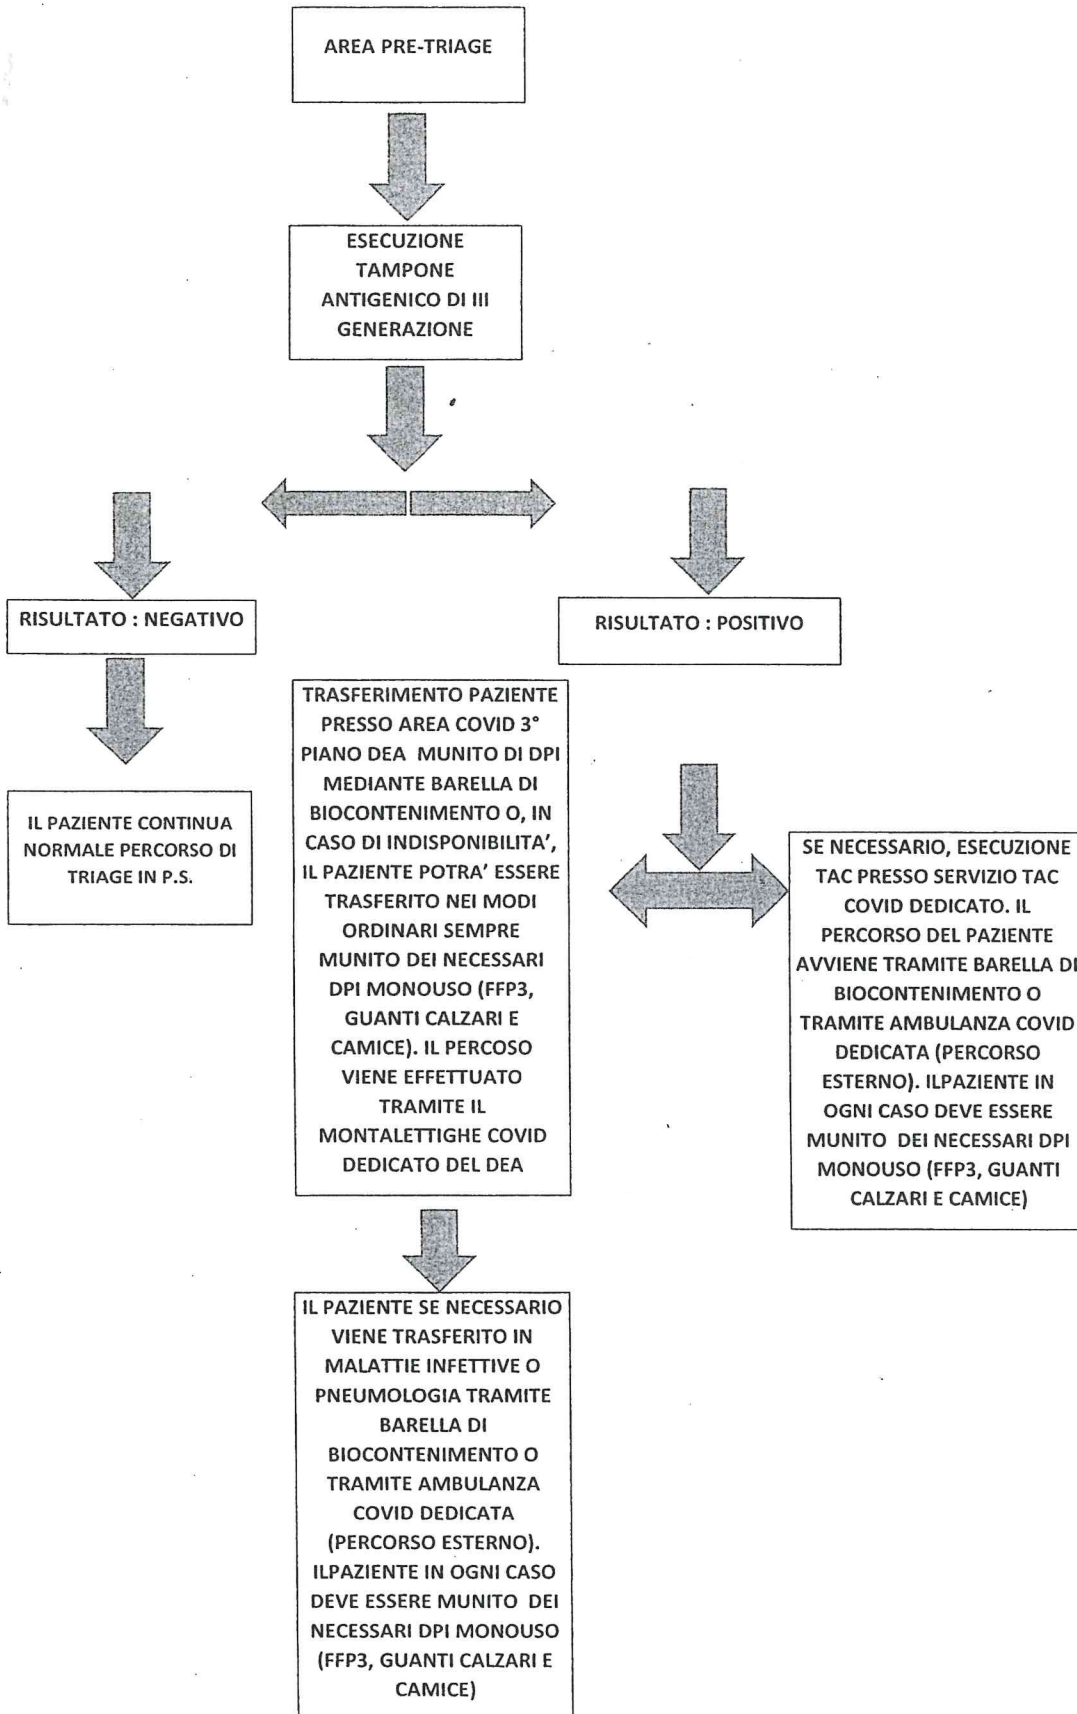 AREA PRE-TRIAGE
ESECUZIONE
TAMPONE
ANTIGENICO DI III
GENERAZIONE
RISULTATO : NEGATIVO
RISULTATO : POSITIVO
IL PAZIENTE CONTINUA
NORMALE PERCORSO DI
TRIAGE IN P.S.
TRASFERIMENTO PAZIENTE
PRESSO AREA COVID 3°
PIANO DEA MUNITO DI DPI
MEDIANTE BARELLA DI
BIOCONTENIMENTO O, IN
CASO DI INDISPONIBILITA’,
IL PAZIENTE POTRA’ ESSERE
TRASFERITO NEI MODI
ORDINARI SEMPRE
MUNITO DEI NECESSARI
DPI MONOUSO (FFP3,
GUANTI CALZARI E
CAMICE). IL PERCOSO
VIENE EFFETTUATO
TRAMITE IL
MONTALETTIGHE COVID
DEDICATO DEL DEA
SE NECESSARIO, ESECUZIONE
TAC PRESSO SERVIZIO TAC
COVID DEDICATO. IL
PERCORSO DEL PAZIENTE
AVVIENE TRAMITE BARELLA DI
BIOCONTENIMENTO O
TRAMITE AMBULANZA COVID
DEDICATA (PERCORSO
ESTERNO). ILPAZIENTE IN
OGNI CASO DEVE ESSERE
MUNITO DEI NECESSARI DPI
MONOUSO (FFP3, GUANTI
CALZARI E CAMICE)
IL PAZIENTE SE NECESSARIO
VIENE TRASFERITO IN
MALATTIE INFETTIVE O
PNEUMOLOGIA TRAMITE
BARELLA DI
BIOCONTENIMENTO O
TRAMITE AMBULANZA
COVID DEDICATA
(PERCORSO ESTERNO).
ILPAZIENTE IN OGNI CASO
DEVE ESSERE MUNITO DEI
NECESSARI DPI MONOUSO
(FFP3, GUANTI CALZARI E
CAMICE)